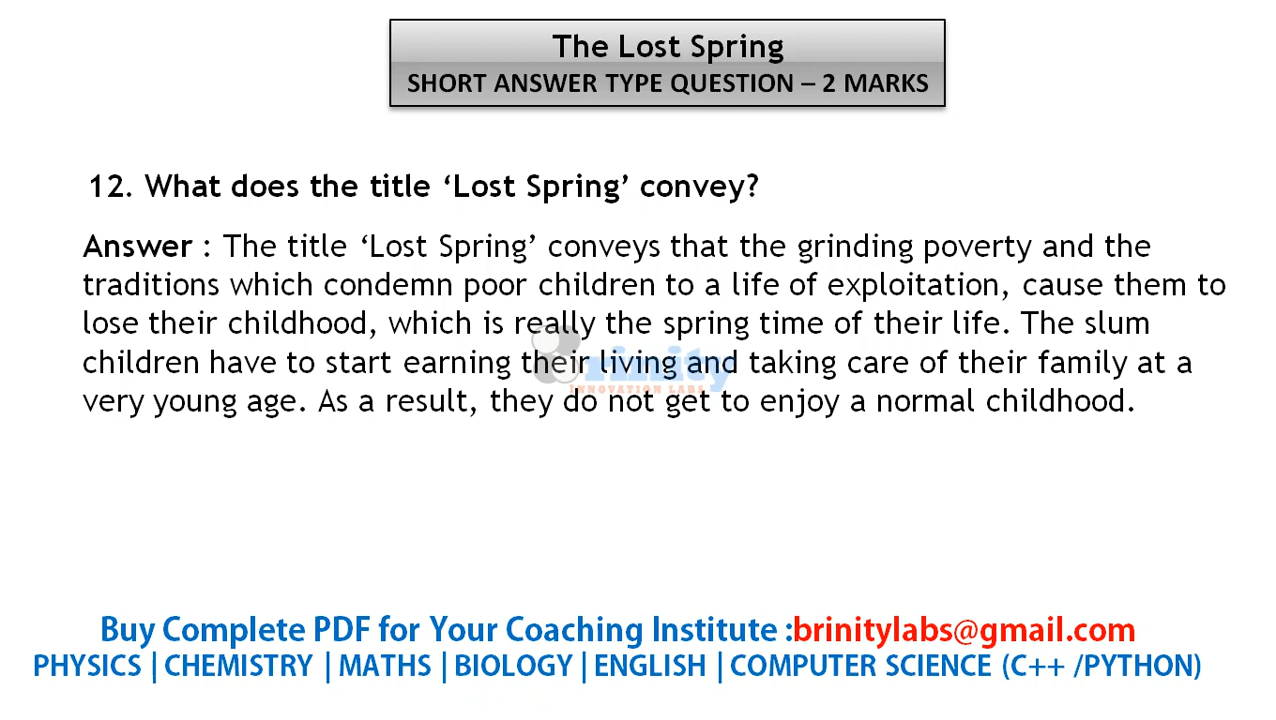 The Lost Spring
SHORT ANSWER TYPE QUESTION – 2 MARKS
12. What does the title ‘Lost Spring’ convey?
Answer : The title ‘Lost Spring’ conveys that the grinding poverty and the
traditions which condemn poor children to a life of exploitation, cause them to
lose their childhood, which is really the spring time of their life. The slum
children have to start earning their living and taking care of their family at a
very young age. As a result, they do not get to enjoy a normal childhood.
Brinity
INNOVATION LABS
Buy Complete PDF for Your Coaching Institute :brinitylabs@gmail.com
PHYSICS | CHEMISTRY | MATHS | BIOLOGY | ENGLISH | COMPUTER SCIENCE (C++ /PYTHON)